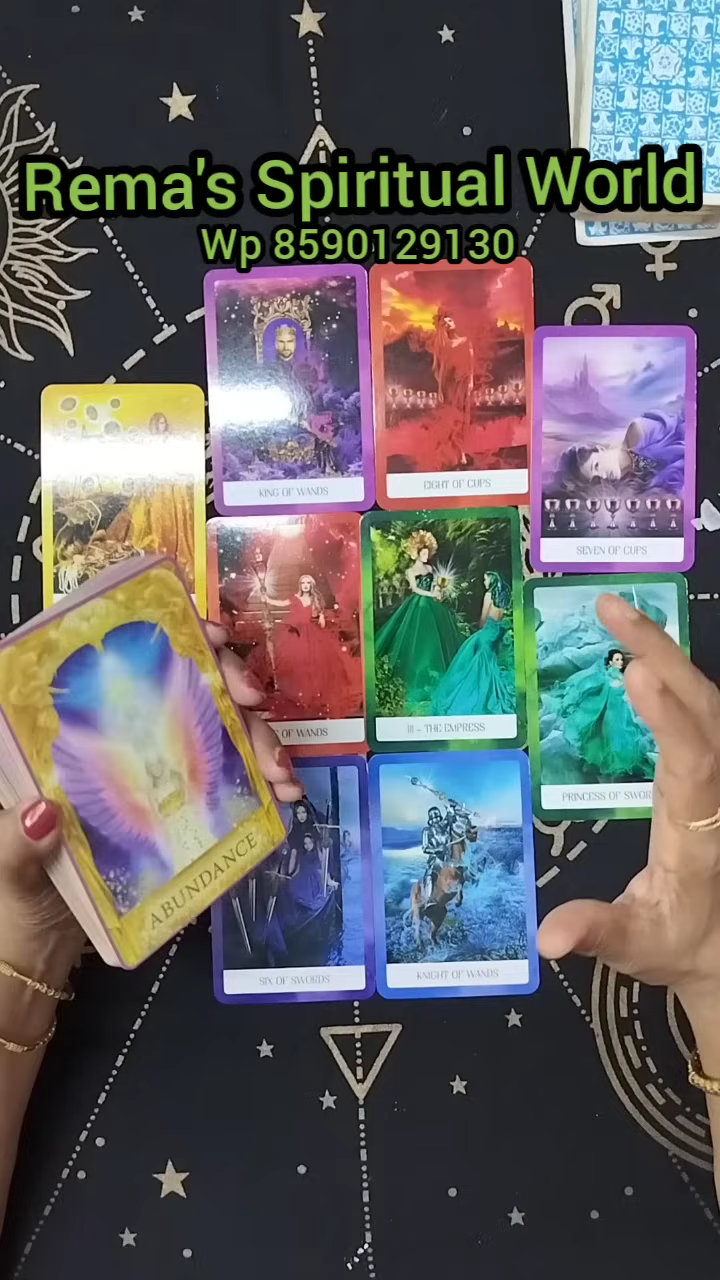 Rema's Spiritual World
Wp 8590129130
KING OF WANDS
EIGHT OF CUPS
SEVEN OF CUPS
OF WANDS
III - THE EMPRESS
PRINCESS OF
ABUNDANCE
SIX OF SWORDS
KNIGHT OF WANDS